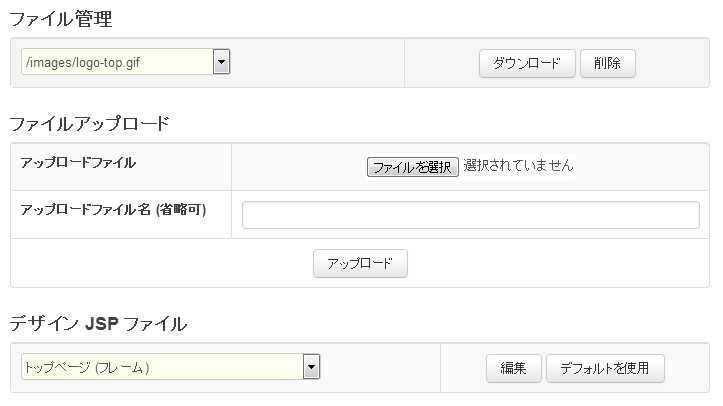 ファイル管理
/images/logo-top.gif
ダウンロード 削除
ファイルアップロード
アップロードファイル
ファイルを選択 選択されていません
アップロードファイル名 (省略可)
アップロード
デザイン JSP ファイル
トップページ (フレーム)
編集 デフォルトを使用